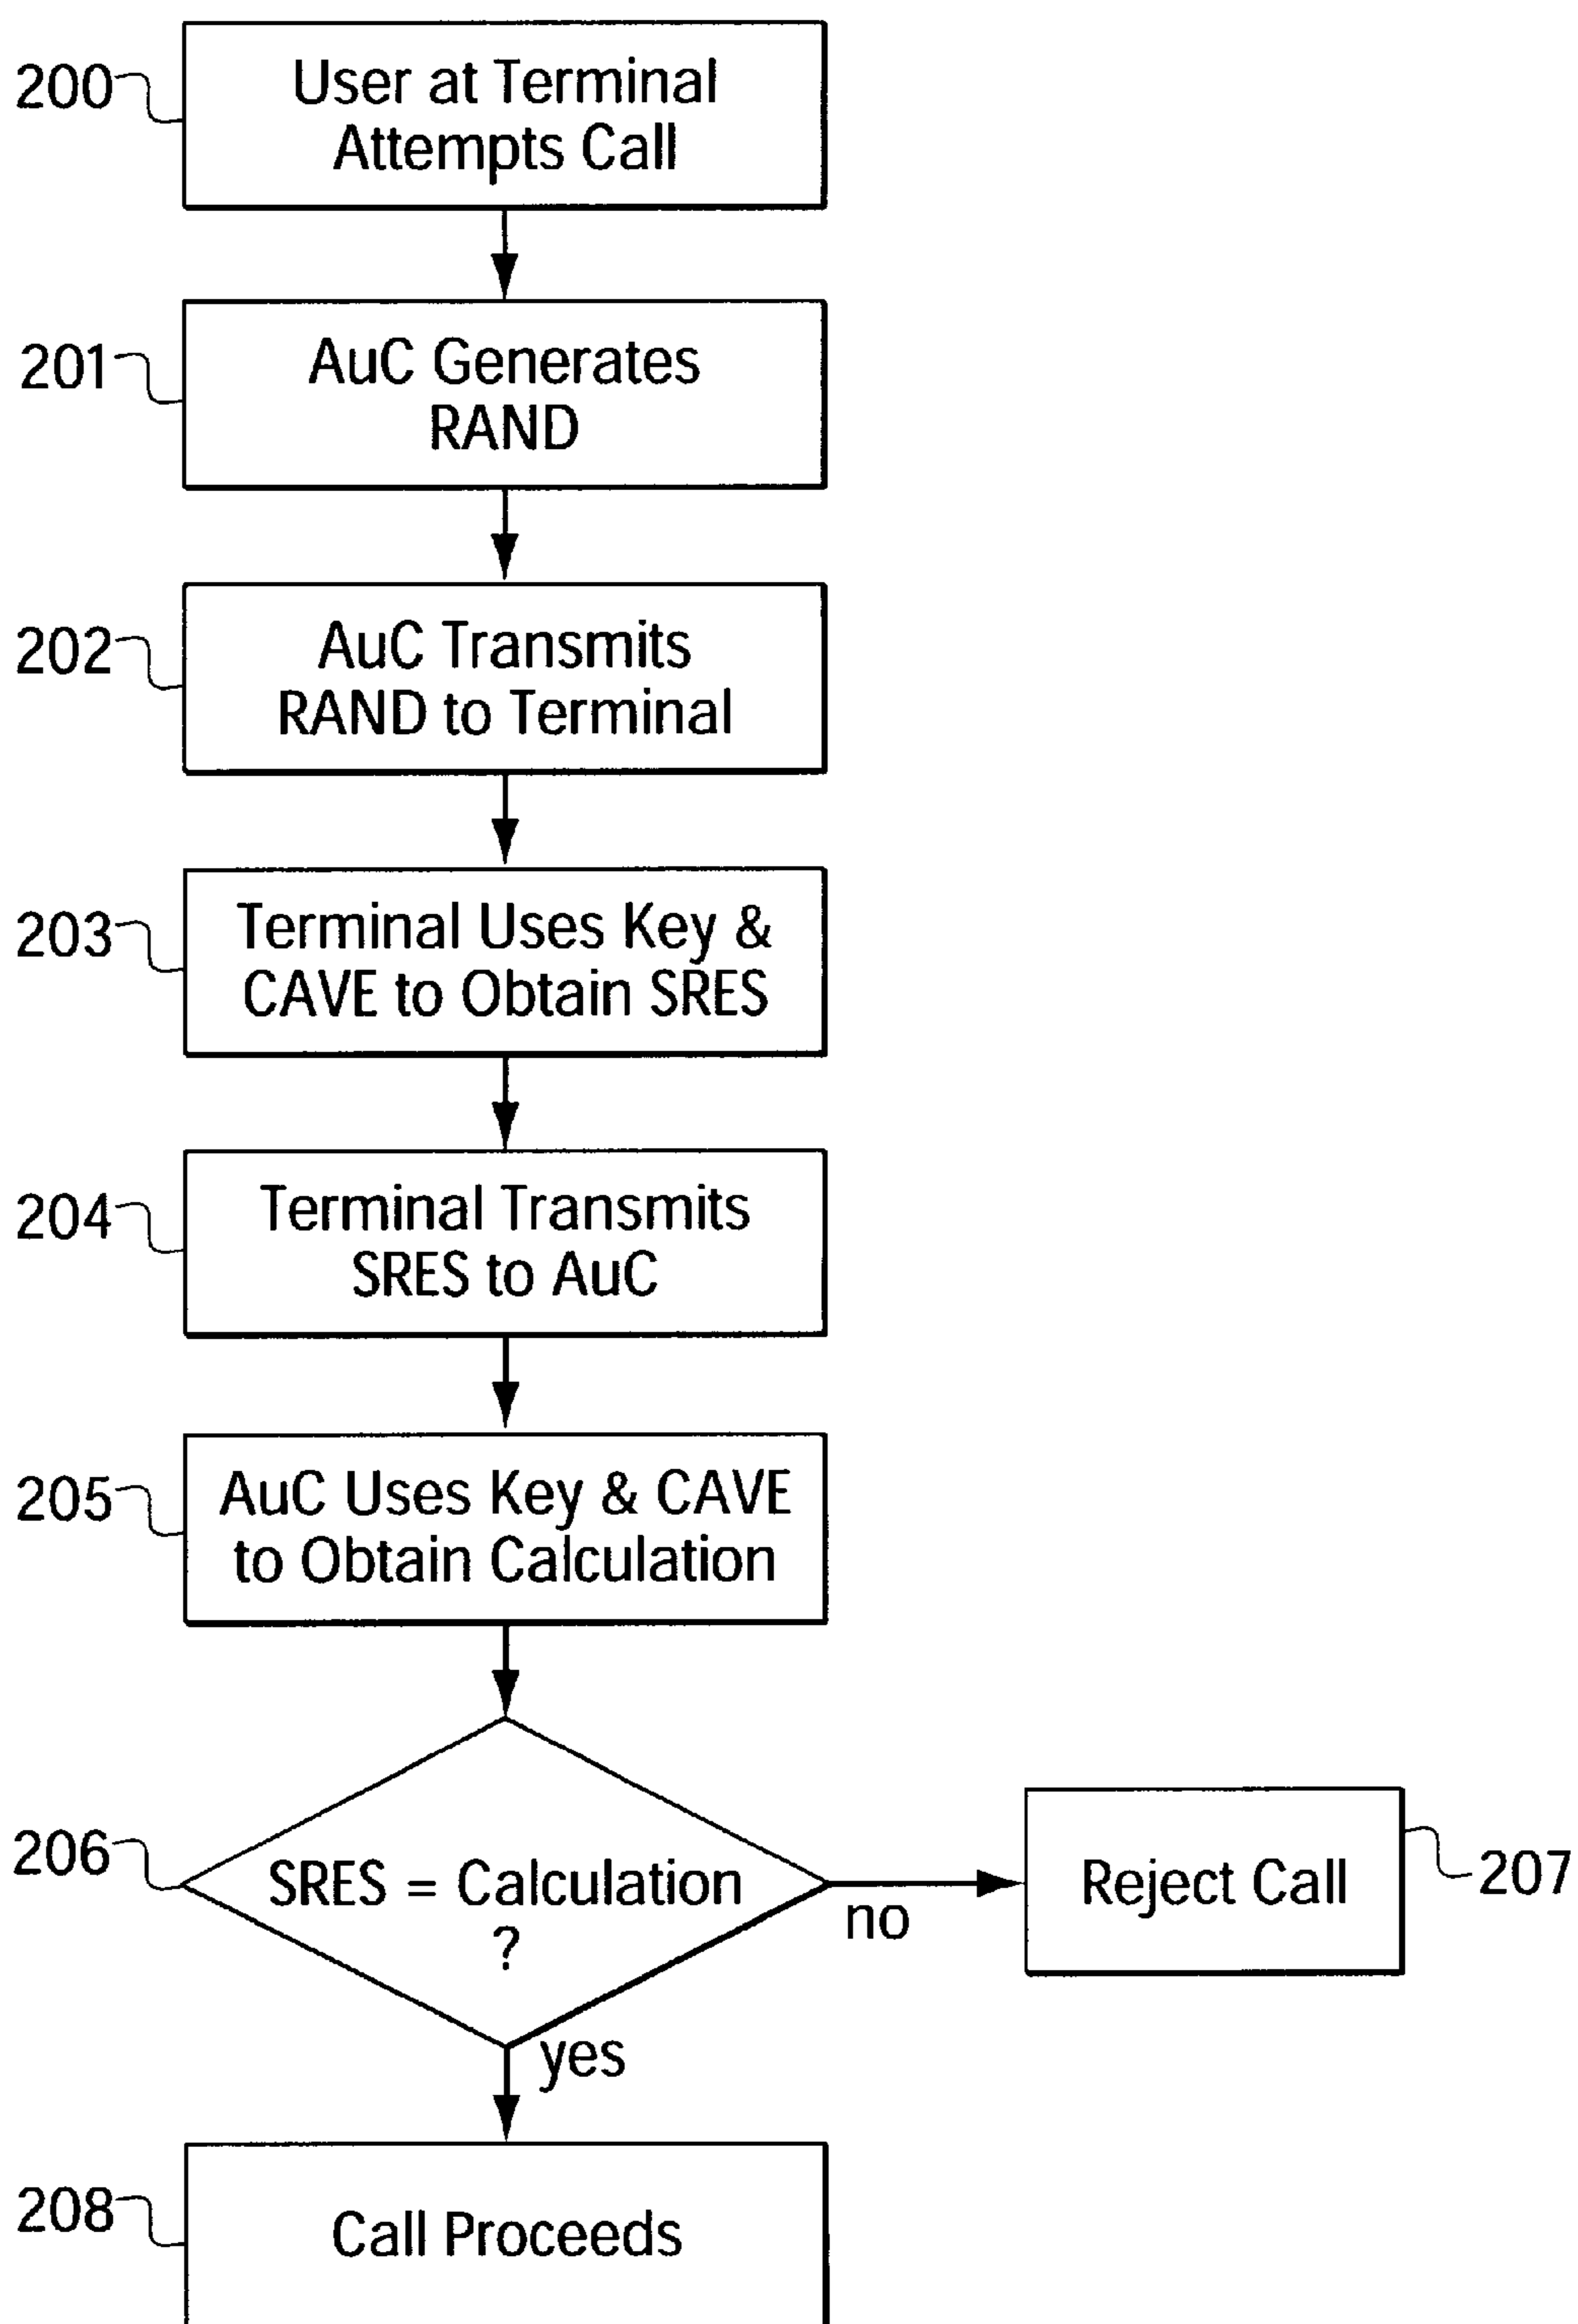 200
User at Terminal
Attempts Call
201
AuC Generates
RAND
202
AuC Transmits
RAND to Terminal
203
Terminal Uses Key &
CAVE to Obtain SRES
204
Terminal Transmits
SRES to AuC
205
AuC Uses Key & CAVE
to Obtain Calculation
206
SRES = Calculation
?
no
Reject Call
207
yes
208
Call Proceeds